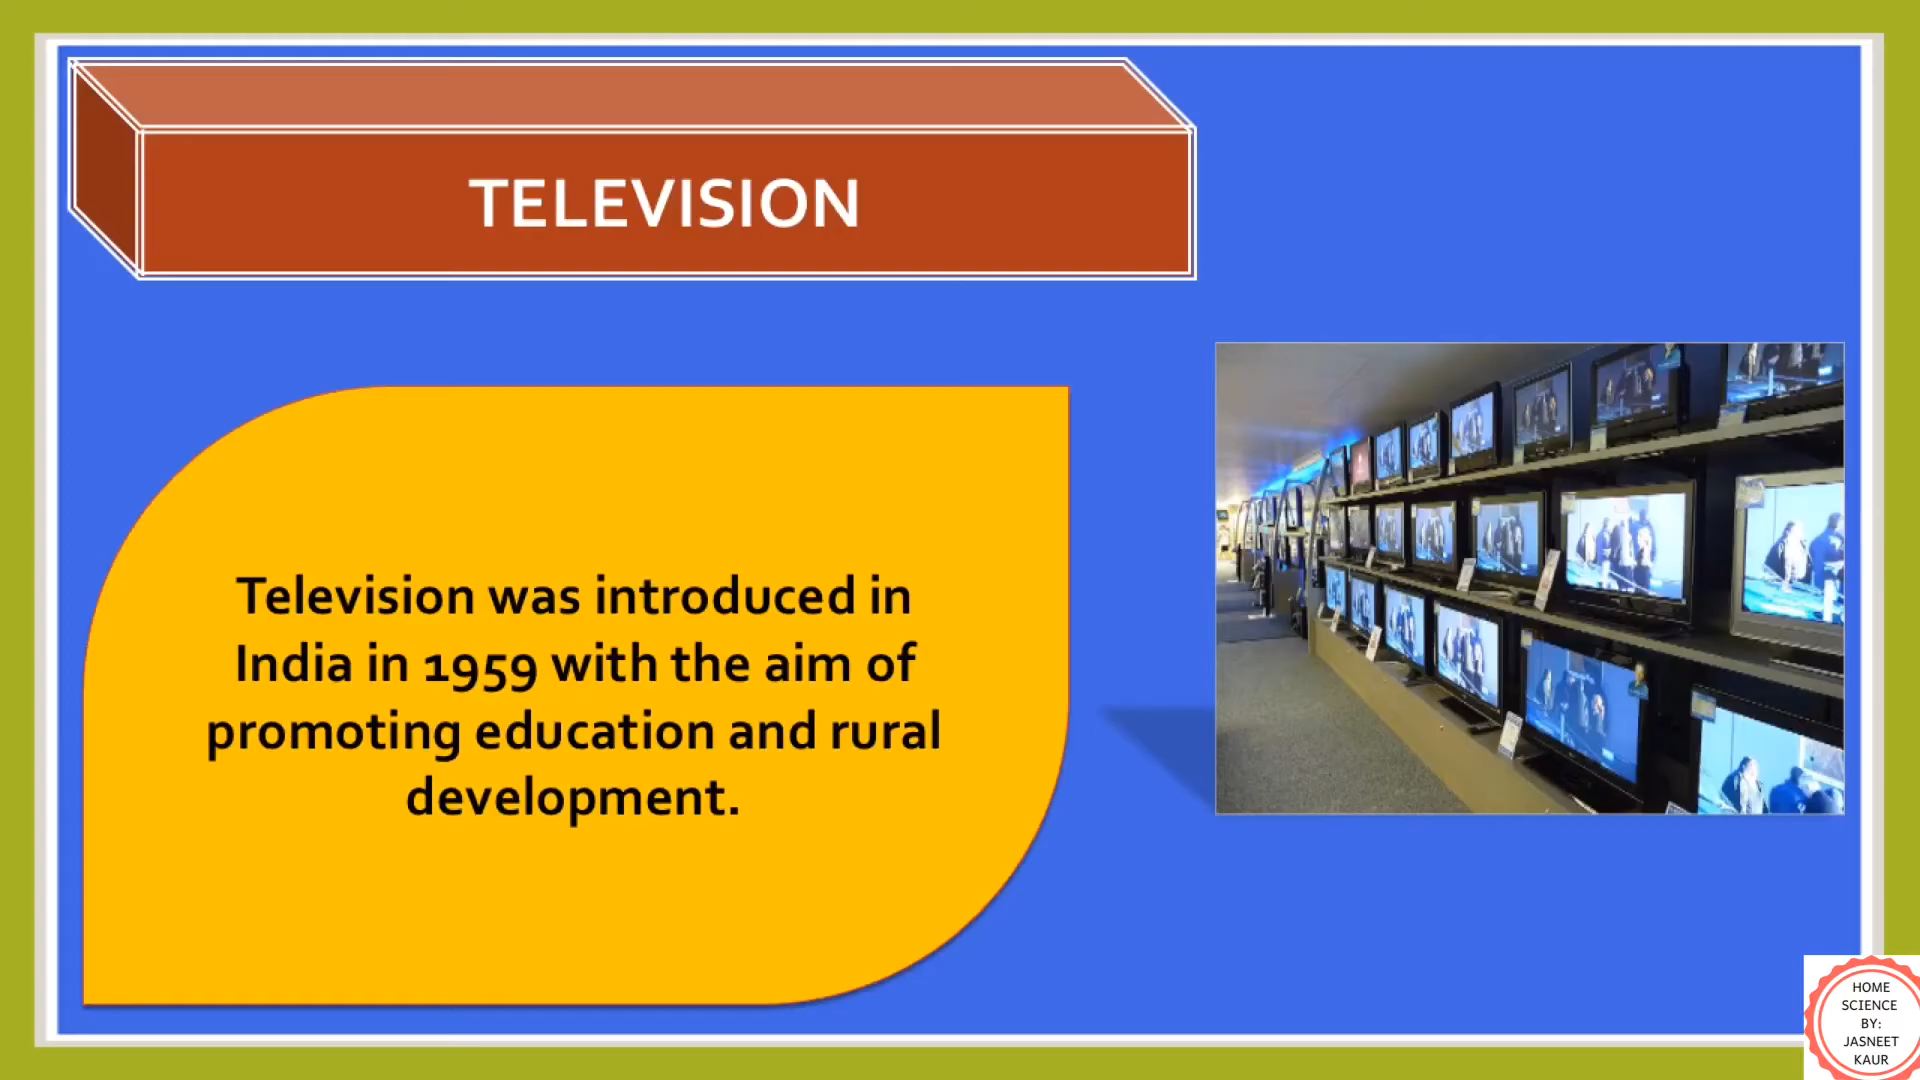 TELEVISION
Television was introduced in
India in 1959 with the aim of
promoting education and rural
development.
HOME
SCIENCE
BY:
JASNEET
KAUR